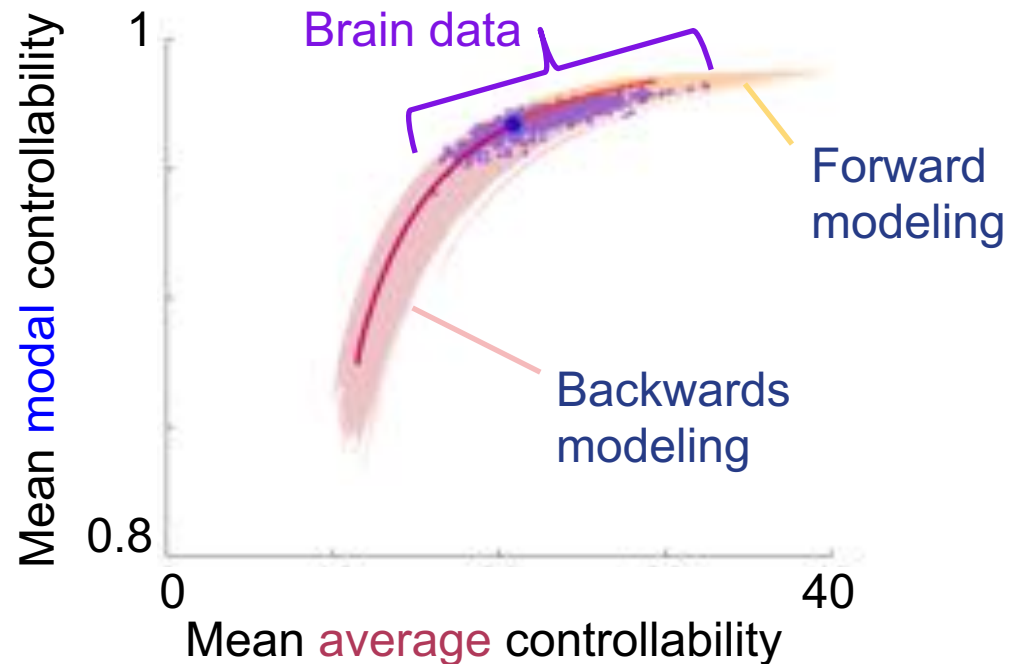 Brain data
1
Mean modal controllability
Forward
modeling
Backwards
modeling
0.8
0
40
Mean average controllability